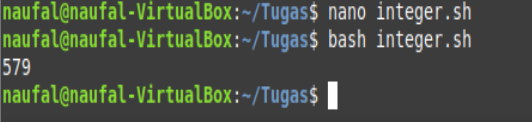 naufal@naufal-VirtualBox:~/Tugas$ nano integer.sh
naufal@naufal-VirtualBox:~/Tugas$ bash integer.sh
579
naufal@naufal-VirtualBox:~/Tugas$